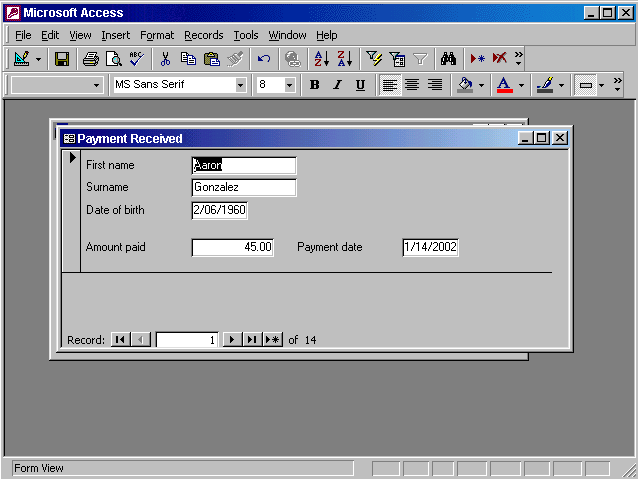 Microsoft Access
File Edit View Insert Format Records Tools Window Help
ABC A Z Z A
MS Sans Serif 8 B I U A
Payment Received
First name Aaron
Surname Gonzalez
Date of birth 2/06/1960
Amount paid 45.00 Payment date 1/14/2002
Record: 1 of 14
Form View